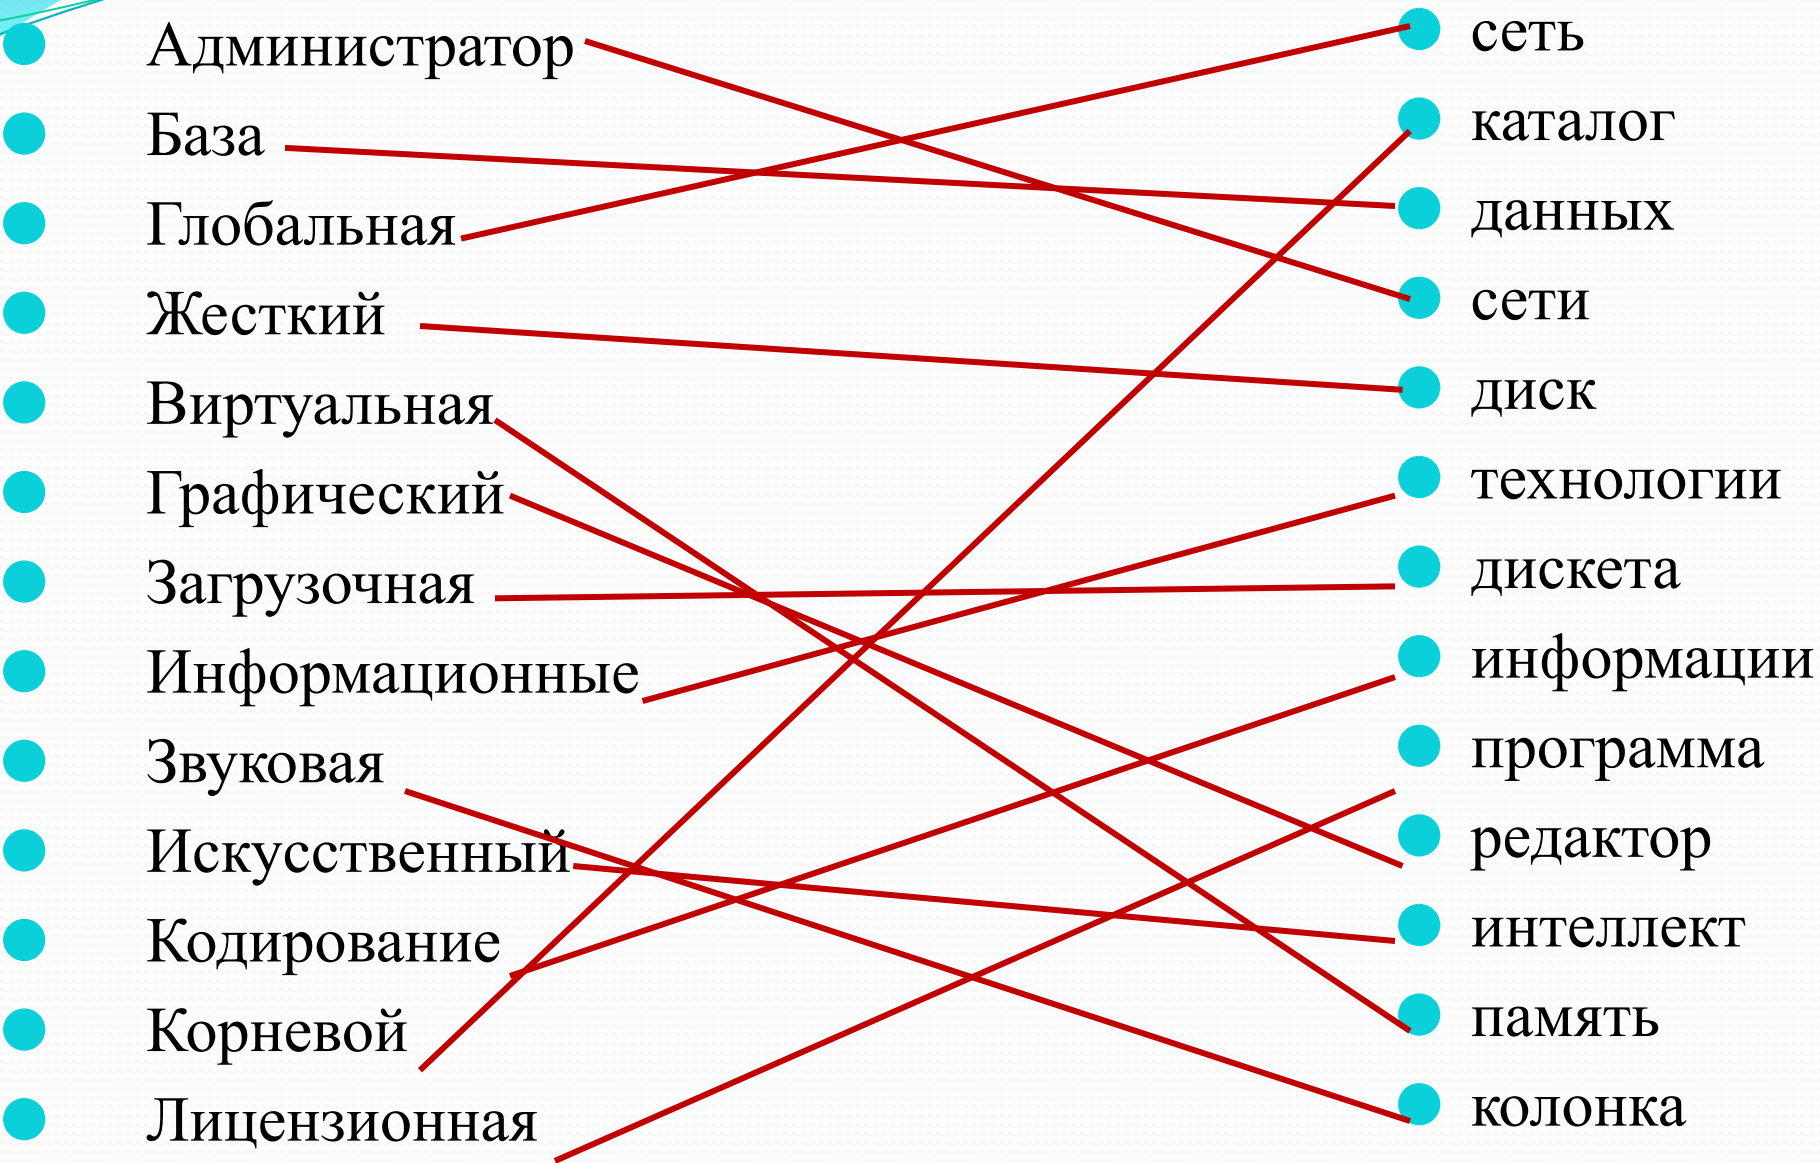 Администратор
База
Глобальная
Жесткий
Виртуальная
Графический
Загрузочная
Информационные
Звуковая
Искусственный
Кодирование
Корневой
Лицензионная
сеть
каталог
данных
сети
диск
технологии
дискета
информации
программа
редактор
интеллект
память
колонка